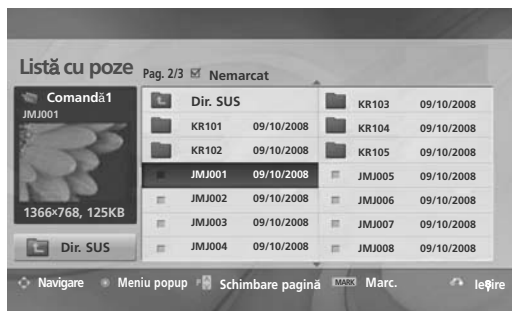 Listă cu poze Pag. 2/3 Nemarcat
Comandă1
JMJ001
1366×768, 125KB
Dir. SUS
Dir. SUS
KR101 09/10/2008
KR102 09/10/2008
JMJ001 09/10/2008
JMJ002 09/10/2008
JMJ003 09/10/2008
JMJ004 09/10/2008
KR103 09/10/2008
KR104 09/10/2008
KR105 09/10/2008
JMJ005 09/10/2008
JMJ006 09/10/2008
JMJ007 09/10/2008
JMJ008 09/10/2008
Navigare Meniu popup Schimbare pagină MARK Marc.